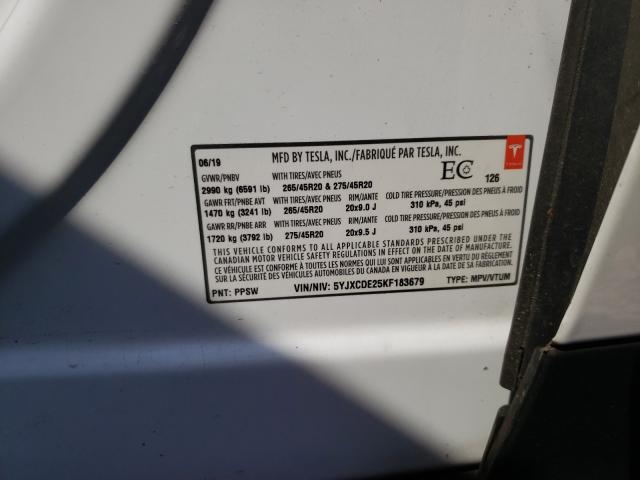 06/19 MFD BY TESLA, INC./FABRIQUÉ PAR TESLA, INC.
GVWR/PNBV WITH TIRES/AVEC PNEUS EC 126
2990 kg (6591 lb) 265/45R20 & 275/45R20
GAWR FRT/PNBE AVT WITH TIRES/AVEC PNEUS RIM/JANTE COLD TIRE PRESSURE/PRESSION DES PNEUS À FROID
1470 kg (3241 lb) 265/45R20 20x9.0 J 310 kPa, 45 psi
GAWR RR/PNBE ARR WITH TIRES/AVEC PNEUS RIM/JANTE COLD TIRE PRESSURE/PRESSION DES PNEUS À FROID
1720 kg (3792 lb) 275/45R20 20x9.5 J 310 kPa, 45 psi
THIS VEHICLE CONFORMS TO ALL APPLICABLE STANDARDS PRESCRIBED UNDER THE
CANADIAN MOTOR VEHICLE SAFETY REGULATIONS IN EFFECT ON THE DATE OF MANUFACTURE.
CE VÉHICULE EST CONFORME À TOUTES LES NORMES QUI LUI SONT APPLICABLES EN VERTU DU RÈGLEMENT
SUR LA SÉCURITÉ DES VÉHICULES AUTOMOBILES DU CANADA EN VIGUEUR À LA DATE DE SA FABRICATION.
PNT: PPSW VIN/NIV: 5YJXCDE25KF183679 TYPE: MPV/VTUM
TESLA